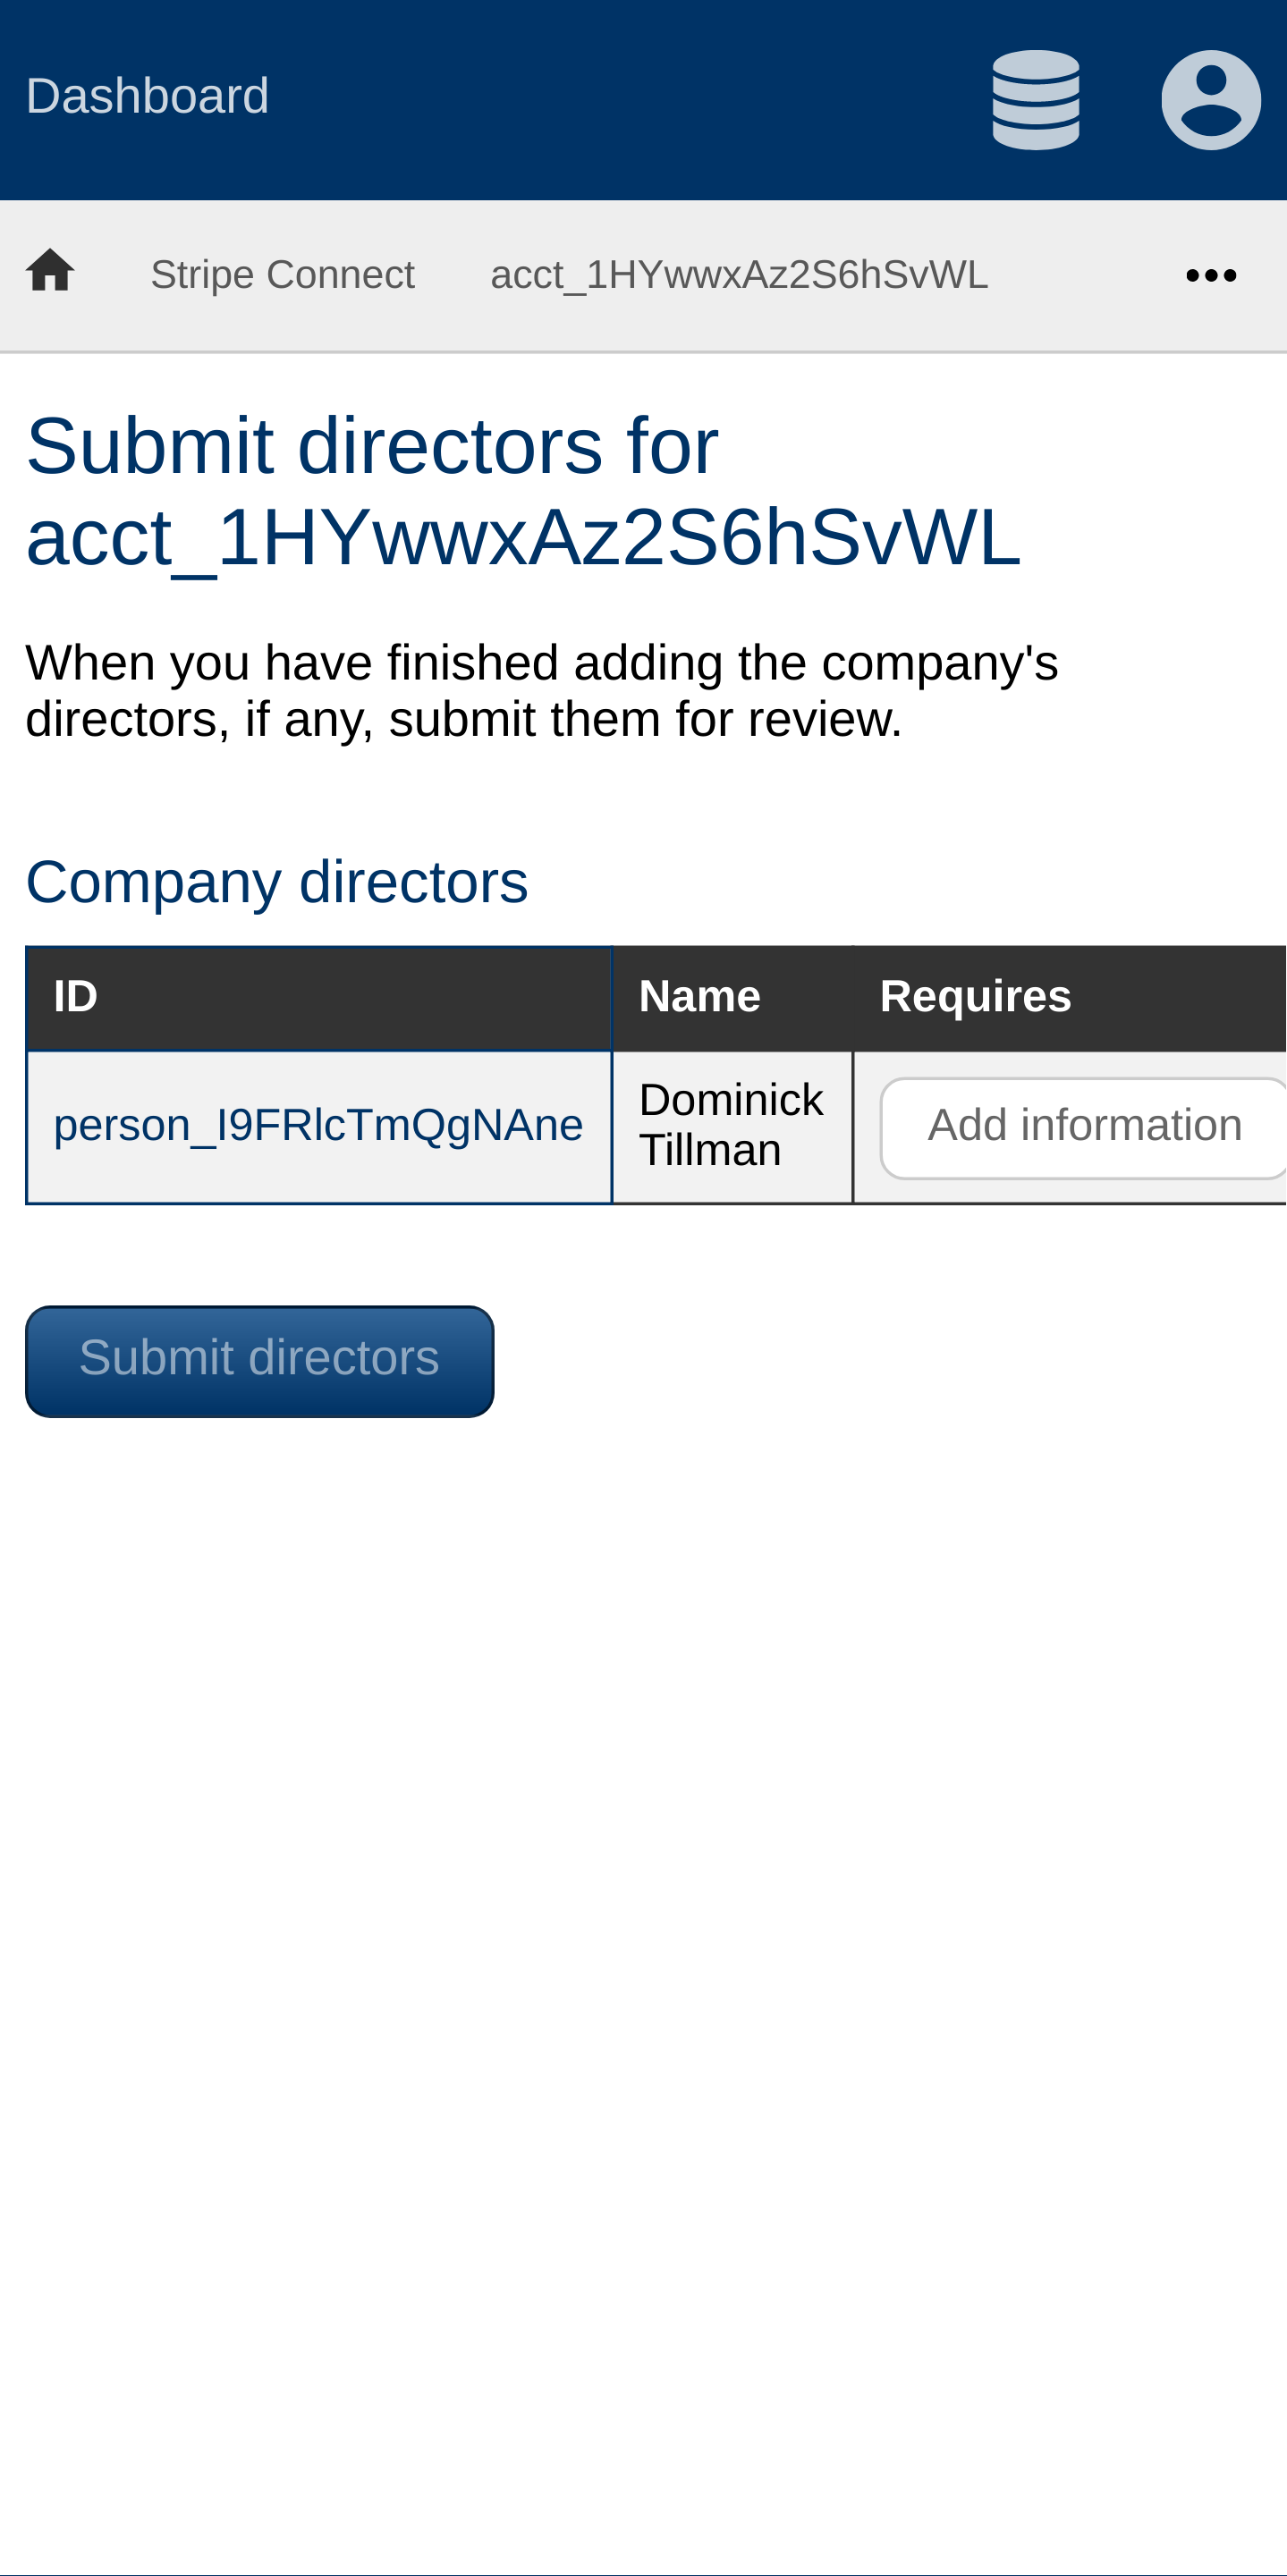 Dashboard
Stripe Connect acct_1HYwwxAz2S6hSvWL
Submit directors for
acct_1HYwwxAz2S6hSvWL
When you have finished adding the company's
directors, if any, submit them for review.
Company directors
ID Name Requires
person_I9FRlcTmQgNAne Dominick Tillman Add information
Submit directors